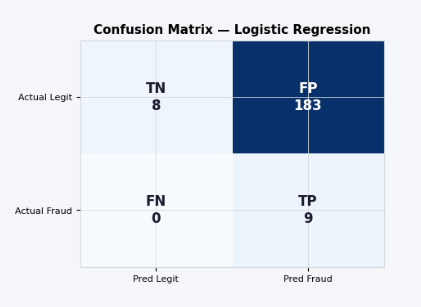 Confusion Matrix — Logistic Regression
Actual Legit
TN
8
FP
183
Actual Fraud
FN
0
TP
9
Pred Legit
Pred Fraud